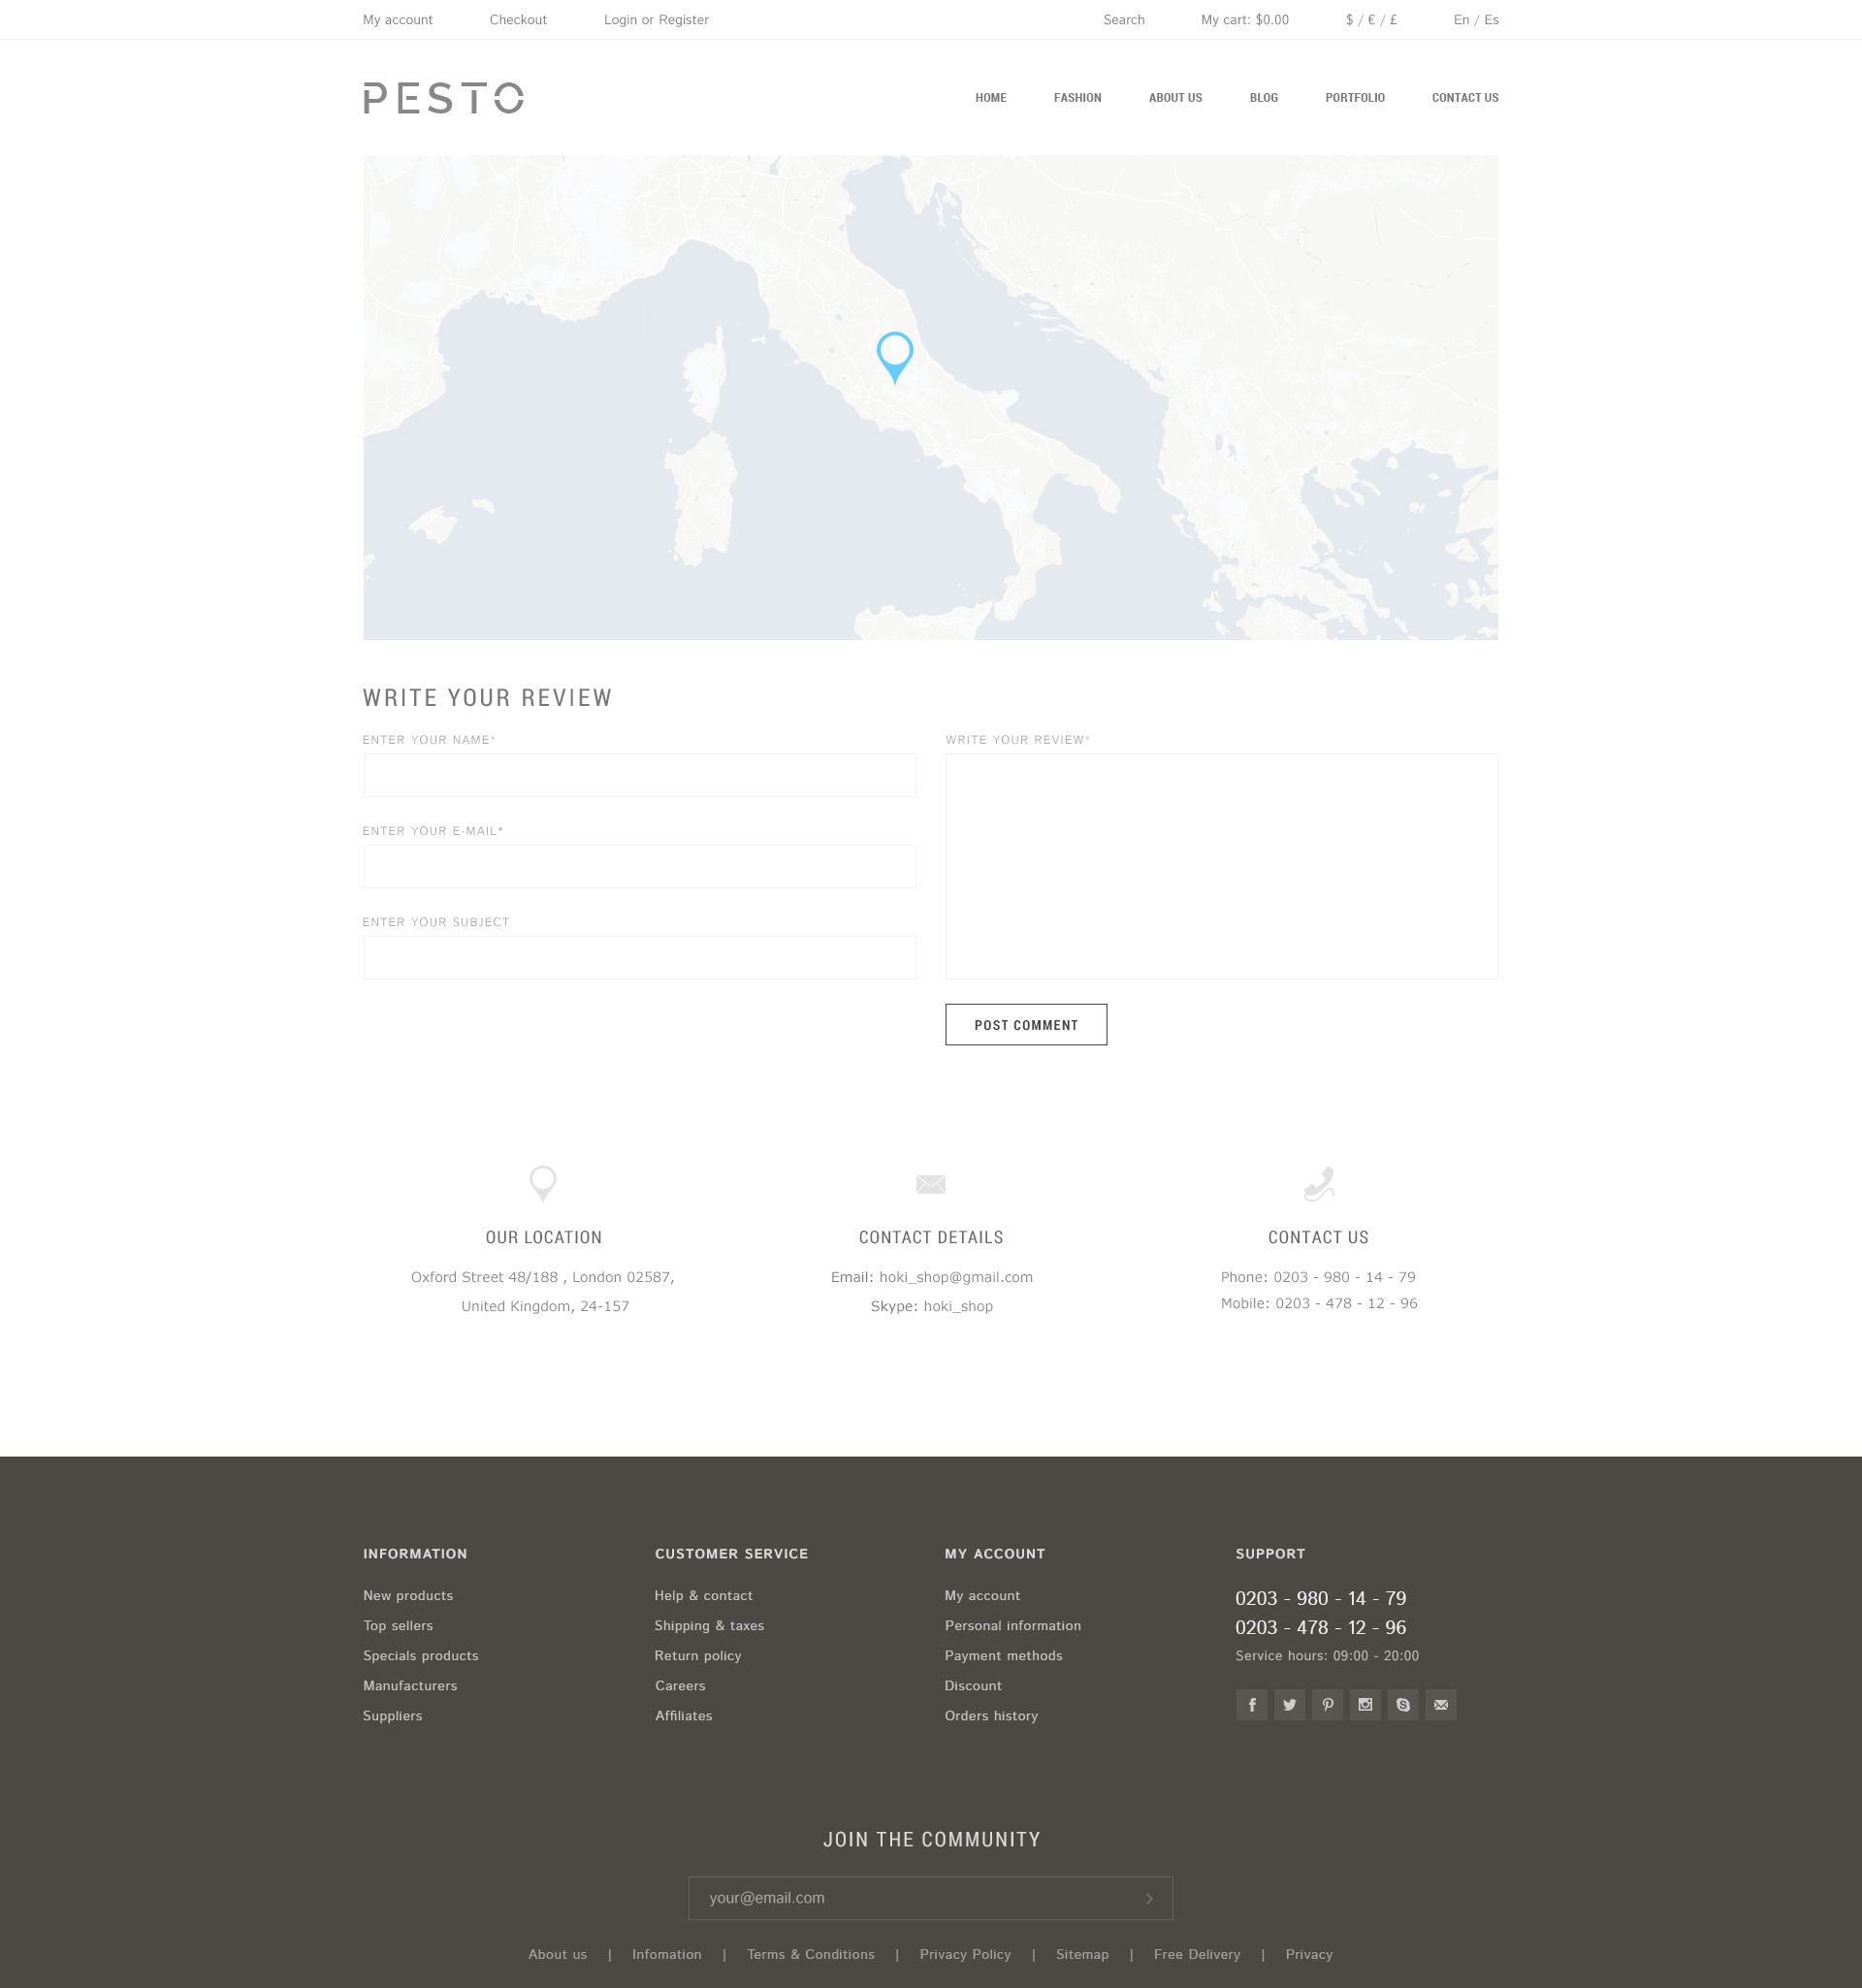 My account Checkout Login or Register Search My cart: $0.00 $ / € / £ En / Es
PESTO
HOME FASHION ABOUT US BLOG PORTFOLIO CONTACT US
WRITE YOUR REVIEW
ENTER YOUR NAME*
WRITE YOUR REVIEW*
ENTER YOUR E-MAIL*
ENTER YOUR SUBJECT
POST COMMENT
OUR LOCATION
Oxford Street 48/188 , London 02587,
United Kingdom, 24-157
CONTACT DETAILS
Email: hoki_shop@gmail.com
Skype: hoki_shop
CONTACT US
Phone: 0203 - 980 - 14 - 79
Mobile: 0203 - 478 - 12 - 96
INFORMATION
New products
Top sellers
Specials products
Manufacturers
Suppliers
CUSTOMER SERVICE
Help & contact
Shipping & taxes
Return policy
Careers
Affiliates
MY ACCOUNT
My account
Personal information
Payment methods
Discount
Orders history
SUPPORT
0203 - 980 - 14 - 79
0203 - 478 - 12 - 96
Service hours: 09:00 - 20:00
JOIN THE COMMUNITY
your@email.com
About us | Infomation | Terms & Conditions | Privacy Policy | Sitemap | Free Delivery | Privacy